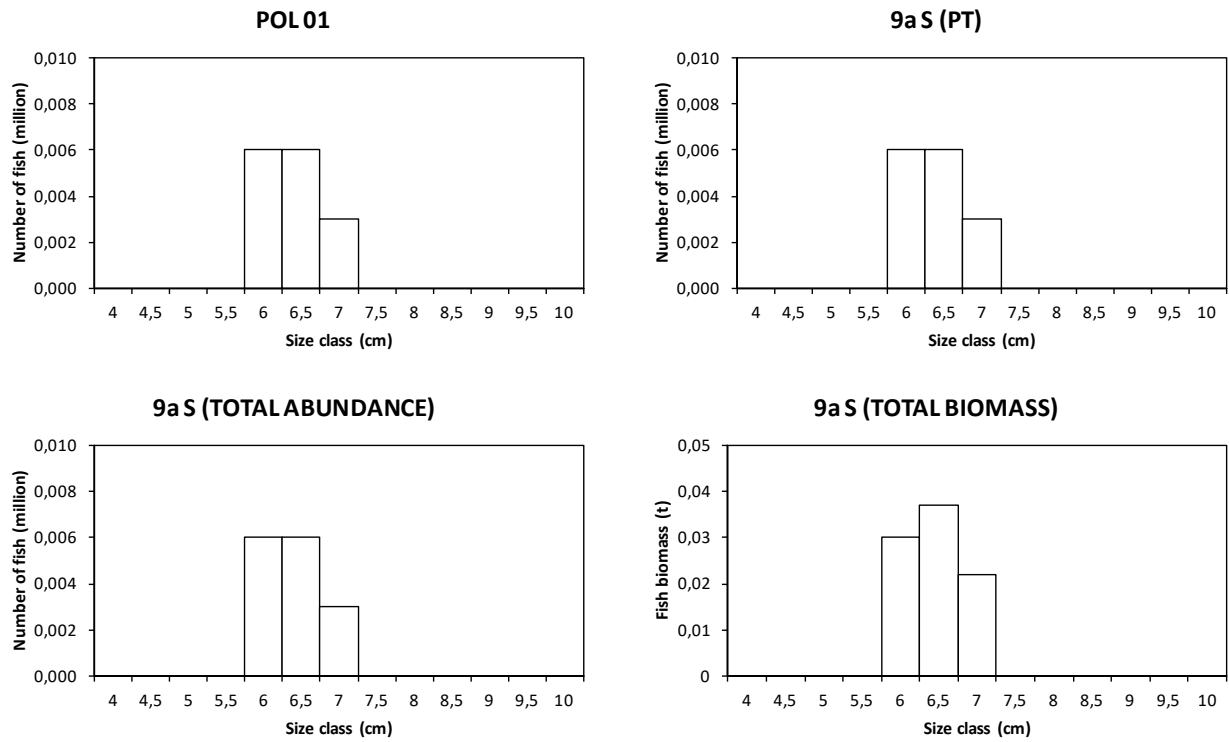 POL 01
Number of fish (million)
0,010
0,008
0,006
0,004
0,002
0,000
4 4,5 5 5,5 6 6,5 7 7,5 8 8,5 9 9,5 10
Size class (cm)
9a S (PT)
Number of fish (million)
0,010
0,008
0,006
0,004
0,002
0,000
4 4,5 5 5,5 6 6,5 7 7,5 8 8,5 9 9,5 10
Size class (cm)
9a S (TOTAL ABUNDANCE)
Number of fish (million)
0,010
0,008
0,006
0,004
0,002
0,000
4 4,5 5 5,5 6 6,5 7 7,5 8 8,5 9 9,5 10
Size class (cm)
9a S (TOTAL BIOMASS)
Fish biomass (t)
0,05
0,04
0,03
0,02
0,01
0
4 4,5 5 5,5 6 6,5 7 7,5 8 8,5 9 9,5 10
Size class (cm)